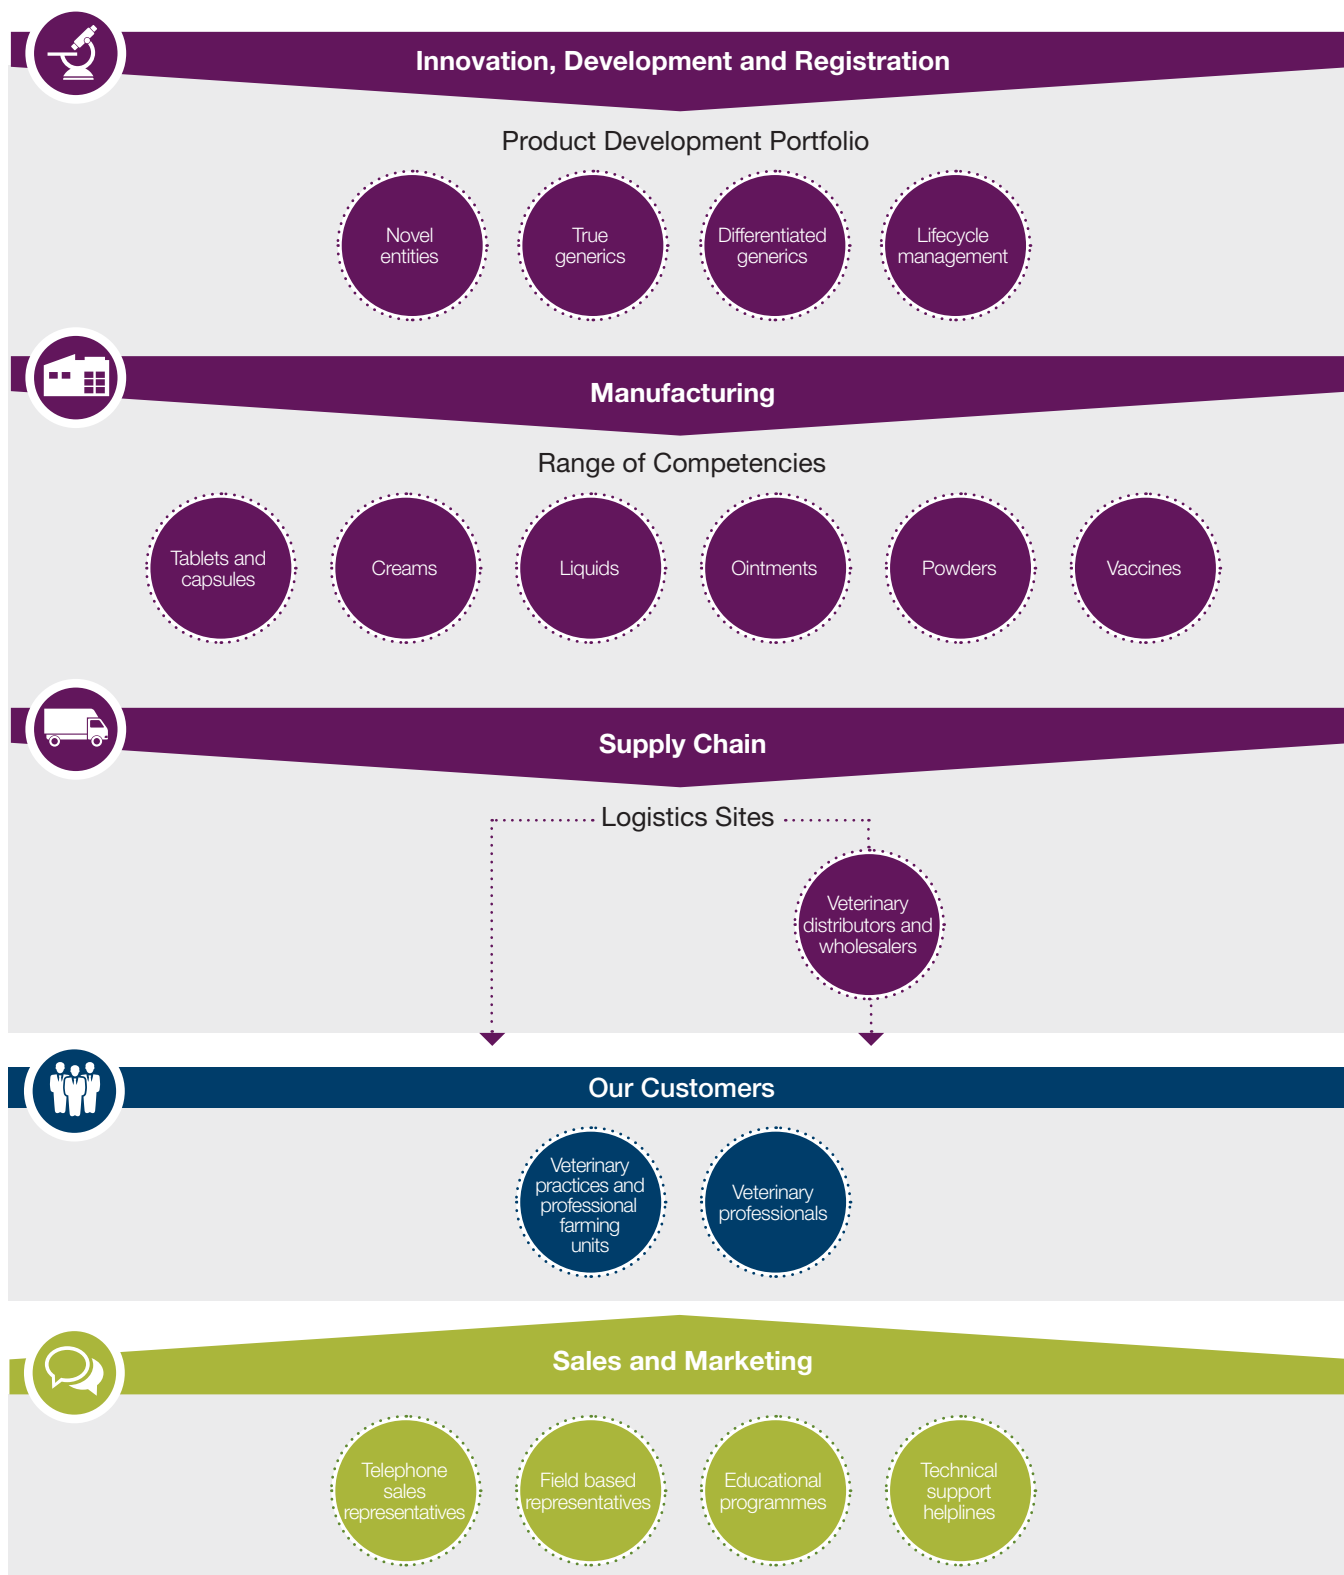 Innovation, Development and Registration
Product Development Portfolio
Novel
entities
True
generics
Differentiated
generics
Lifecycle
management
Manufacturing
Range of Competencies
Tablets and
capsules
Creams
Liquids
Ointments
Powders
Vaccines
Supply Chain
Logistics Sites
Veterinary
distributors and
wholesalers
Our Customers
Veterinary
practices and
professional
farming
units
Veterinary
professionals
Sales and Marketing
Telephone
sales
representatives
Field based
representatives
Educational
programmes
Technical
support
helplines